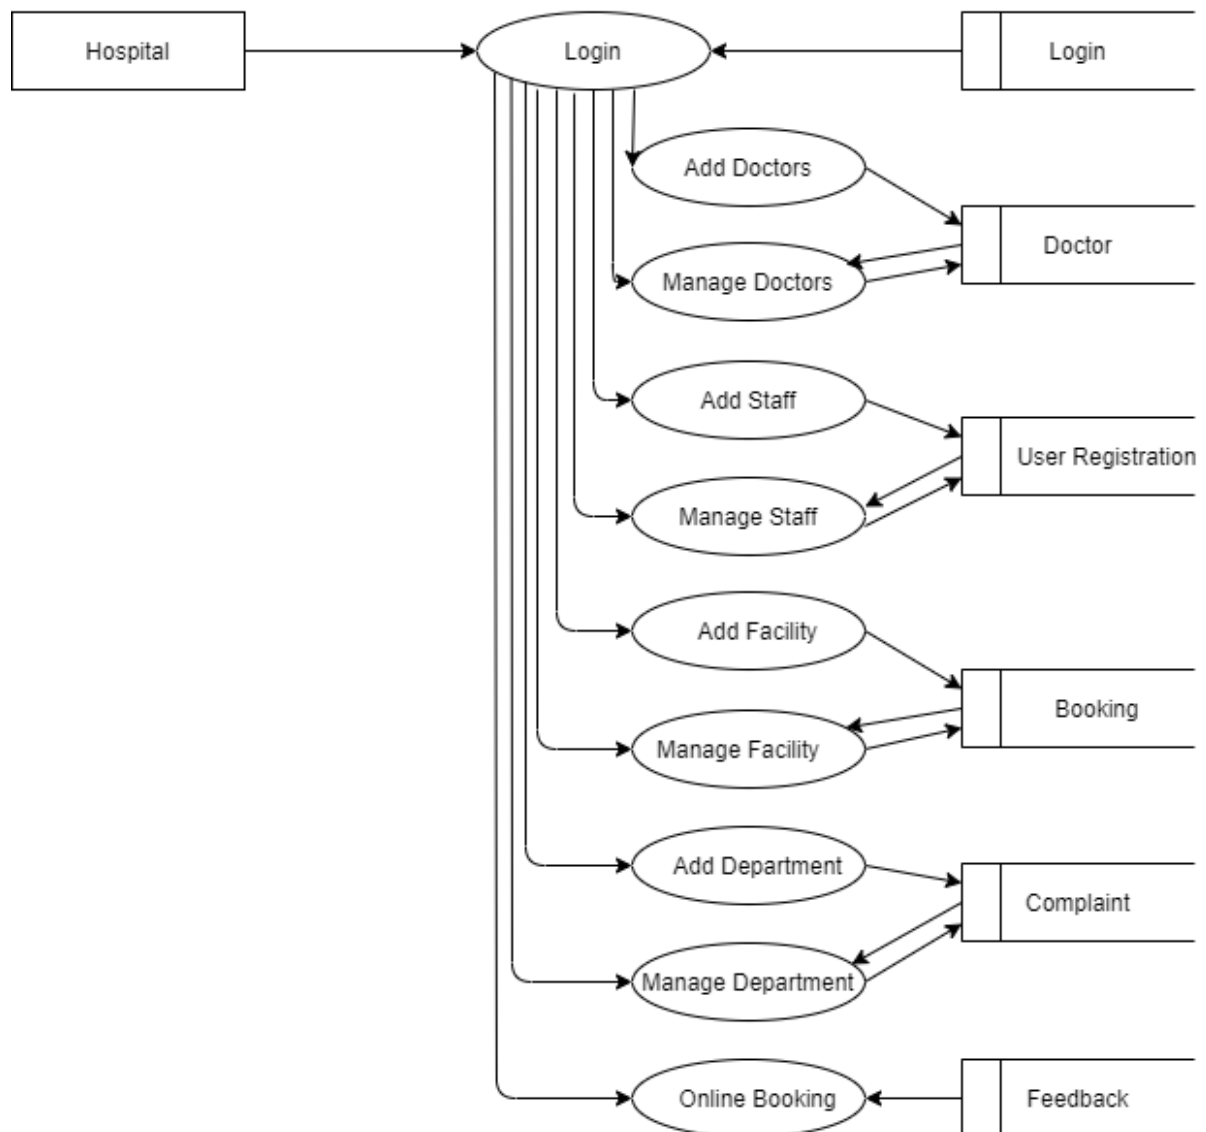 Hospital
Login
Login
Add Doctors
Doctor
Manage Doctors
Add Staff
User Registration
Manage Staff
Add Facility
Booking
Manage Facility
Add Department
Complaint
Manage Department
Online Booking
Feedback